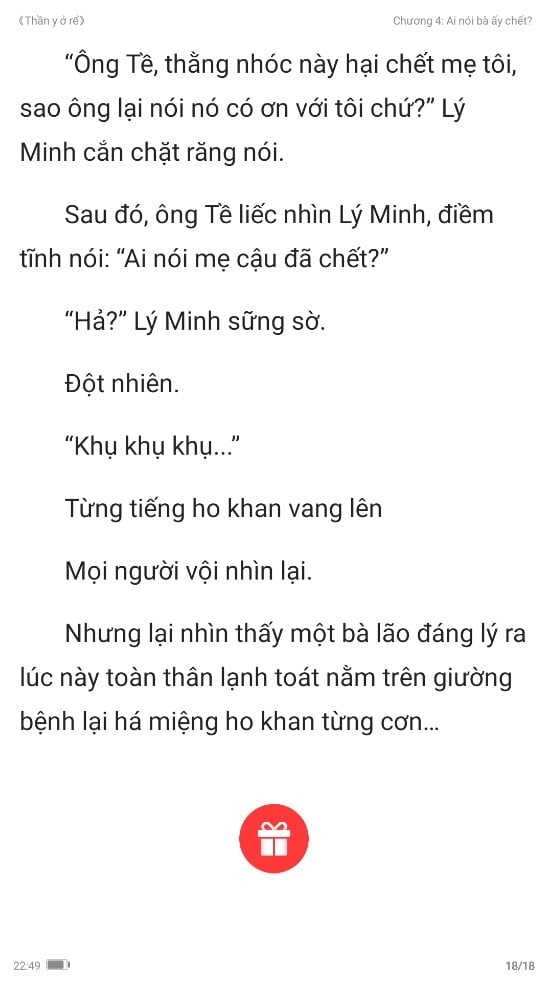 《Thần y ở rể》
Chương 4: Ai nói bà ấy chết?
“Ông Tề, thằng nhóc này hại chết mẹ tôi,
sao ông lại nói nó có ơn với tôi chứ?” Lý
Minh cắn chặt răng nói.
Sau đó, ông Tề liếc nhìn Lý Minh, điềm
tĩnh nói: “Ai nói mẹ cậu đã chết?”
“Hả?” Lý Minh sững sờ.
Đột nhiên.
“Khụ khụ khụ...”
Từng tiếng ho khan vang lên
Mọi người vội nhìn lại.
Nhưng lại nhìn thấy một bà lão đáng lý ra
lúc này toàn thân lạnh toát nằm trên giường
bệnh lại há miệng ho khan từng cơn...
22:49
18/18